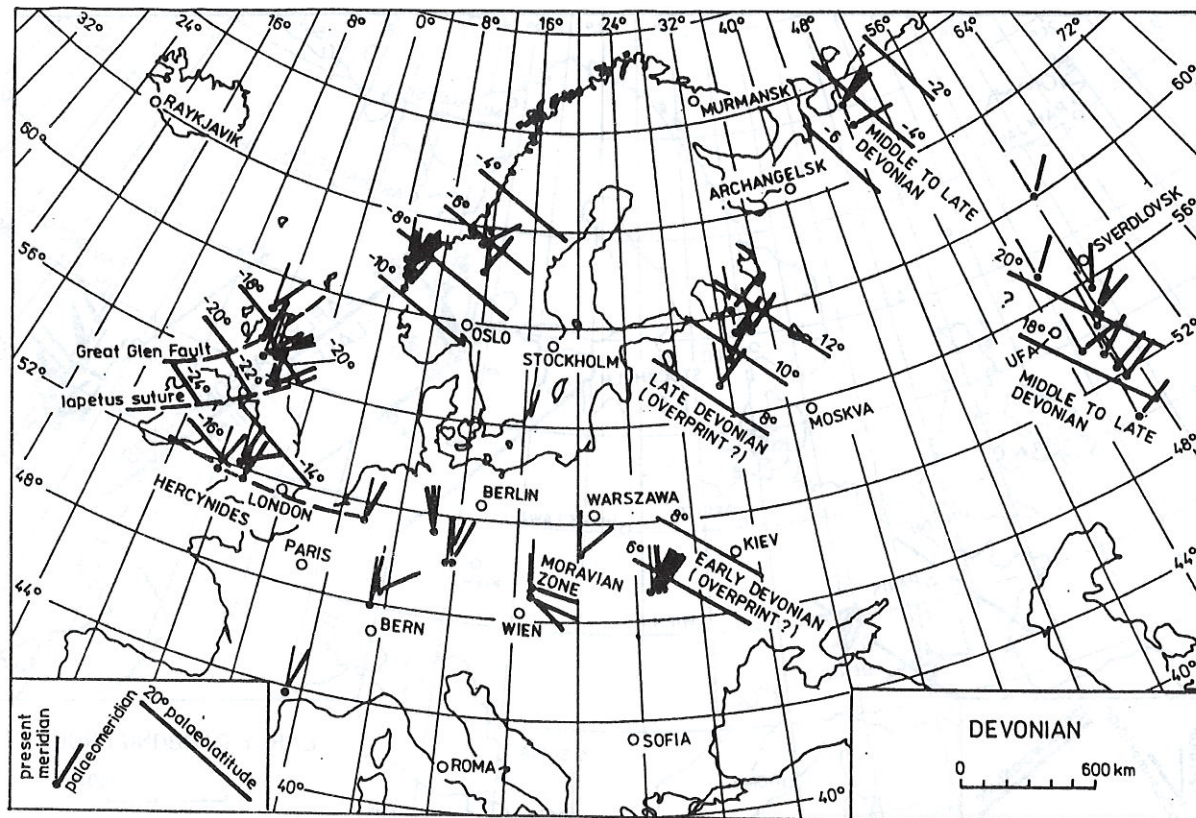 32°
24°
16°
8°
0°
8°
16°
24°
32°
40°
48°
56°
64°
72°
60°
RAYKJAVIK
MURMANSK
-2°
-4°
MIDDLE TO LATE
DEVONIAN
-6
ARCHANGELSK
60°
-4°
-6°
-8°
-10°
56°
SVERDLOVSK
20°
?
56°
-18°
-20°
Great Glen Fault
-22°
-24°
-20°
OSLO
STOCKHOLM
12°
10°
8°
LATE DEVONIAN
(OVERPRINT ?)
MOSKVA
18°
UFA
MIDDLE TO LATE
DEVONIAN
52°
52°
Iapetus suture
-16°
-14°
HERCYNIDES
LONDON
48°
48°
BERLIN
WARSZAWA
8°
KIEV
PARIS
6°
EARLY DEVONIAN
(OVERPRINT ?)
MORAVIAN
ZONE
44°
44°
BERN
WIEN
40°
present
meridian
palaeomeridian
20° palaeolatitude
ROMA
SOFIA
40°
40°
DEVONIAN
0
600 km